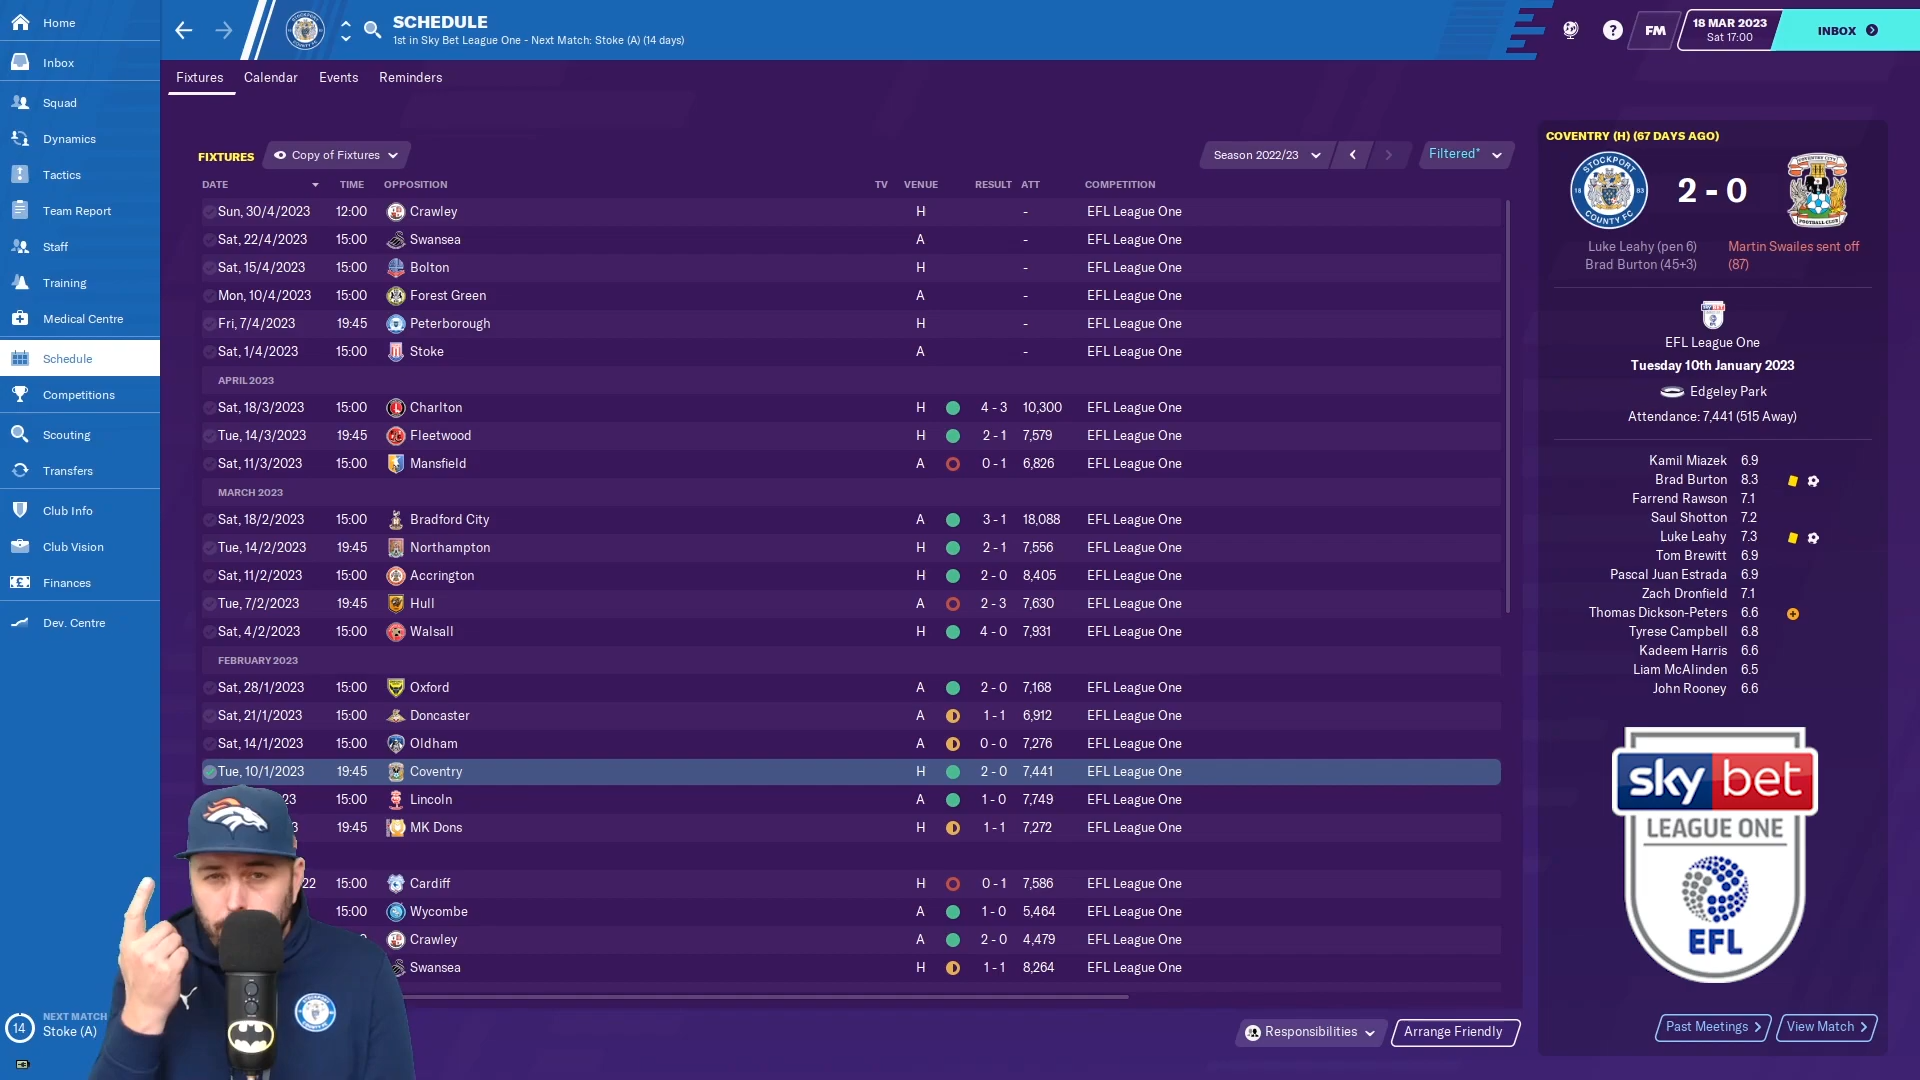 Home
Inbox
Squad
Dynamics
Tactics
Team Report
Staff
Training
Medical Centre
Schedule
Competitions
Scouting
Transfers
Club Info
Club Vision
Finances
Dev. Centre
14
NEXT MATCH
Stoke (A)
SCHEDULE
1st in Sky Bet League One - Next Match: Stoke (A) (14 days)
FM
18 MAR 2023
Sat 17:00
INBOX
Fixtures Calendar Events Reminders
FIXTURES Copy of Fixtures Season 2022/23 Filtered*
DATE TIME OPPOSITION TV VENUE RESULT ATT COMPETITION
Sun, 30/4/2023 12:00 Crawley H - EFL League One
Sat, 22/4/2023 15:00 Swansea A - EFL League One
Sat, 15/4/2023 15:00 Bolton H - EFL League One
Mon, 10/4/2023 15:00 Forest Green A - EFL League One
Fri, 7/4/2023 19:45 Peterborough H - EFL League One
Sat, 1/4/2023 15:00 Stoke A - EFL League One
APRIL 2023
Sat, 18/3/2023 15:00 Charlton H 4 - 3 10,300 EFL League One
Tue, 14/3/2023 19:45 Fleetwood H 2 - 1 7,579 EFL League One
Sat, 11/3/2023 15:00 Mansfield A 0 - 1 6,826 EFL League One
MARCH 2023
Sat, 18/2/2023 15:00 Bradford City A 3 - 1 18,088 EFL League One
Tue, 14/2/2023 19:45 Northampton H 2 - 1 7,556 EFL League One
Sat, 11/2/2023 15:00 Accrington H 2 - 0 8,405 EFL League One
Tue, 7/2/2023 19:45 Hull A 2 - 3 7,630 EFL League One
Sat, 4/2/2023 15:00 Walsall H 4 - 0 7,931 EFL League One
FEBRUARY 2023
Sat, 28/1/2023 15:00 Oxford A 2 - 0 7,168 EFL League One
Sat, 21/1/2023 15:00 Doncaster A 1 - 1 6,912 EFL League One
Sat, 14/1/2023 15:00 Oldham A 0 - 0 7,276 EFL League One
Tue, 10/1/2023 19:45 Coventry H 2 - 0 7,441 EFL League One
23 15:00 Lincoln A 1 - 0 7,749 EFL League One
3 19:45 MK Dons H 1 - 1 7,272 EFL League One
22 15:00 Cardiff H 0 - 1 7,586 EFL League One
15:00 Wycombe A 1 - 0 5,464 EFL League One
Crawley A 2 - 0 4,479 EFL League One
Swansea H 1 - 1 8,264 EFL League One
Responsibilities Arrange Friendly
COVENTRY (H) (67 DAYS AGO)
STOCKPORT
18 83
COUNTY FC
2 - 0
COVENTRY CITY
FOOTBALL CLUB
Luke Leahy (pen 6)
Brad Burton (45+3)
Martin Swailes sent off
(87)
sky bet
EFL
EFL League One
Tuesday 10th January 2023
Edgeley Park
Attendance: 7,441 (515 Away)
Kamil Miazek 6.9
Brad Burton 8.3
Farrend Rawson 7.1
Saul Shotton 7.2
Luke Leahy 7.3
Tom Brewitt 6.9
Pascal Juan Estrada 6.9
Zach Dronfield 7.1
Thomas Dickson-Peters 6.6
Tyrese Campbell 6.8
Kadeem Harris 6.6
Liam McAlinden 6.5
John Rooney 6.6
sky bet
LEAGUE ONE
EFL
Past Meetings View Match